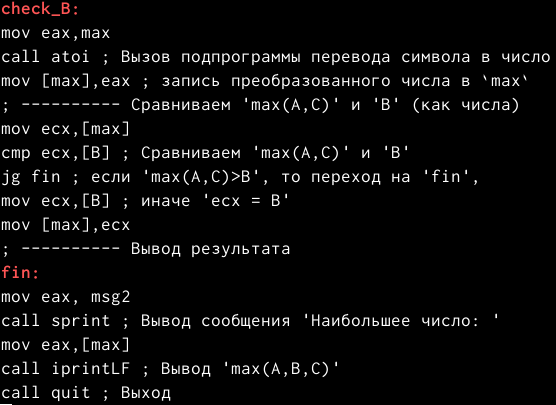 check_B:
mov eax,max
call atoi ; Вызов подпрограммы перевода символа в число
mov [max],eax ; запись преобразованного числа в `max`
; ---------- Сравниваем 'max(A,C)' и 'B' (как числа)
mov ecx,[max]
cmp ecx,[B] ; Сравниваем 'max(A,C)' и 'B'
jg fin ; если 'max(A,C)>B', то переход на 'fin',
mov ecx,[B] ; иначе 'ecx = B'
mov [max],ecx
; ---------- Вывод результата
fin:
mov eax, msg2
call sprint ; Вывод сообщения 'Наибольшее число: '
mov eax,[max]
call iprintLF ; Вывод 'max(A,B,C)'
call quit ; Выход